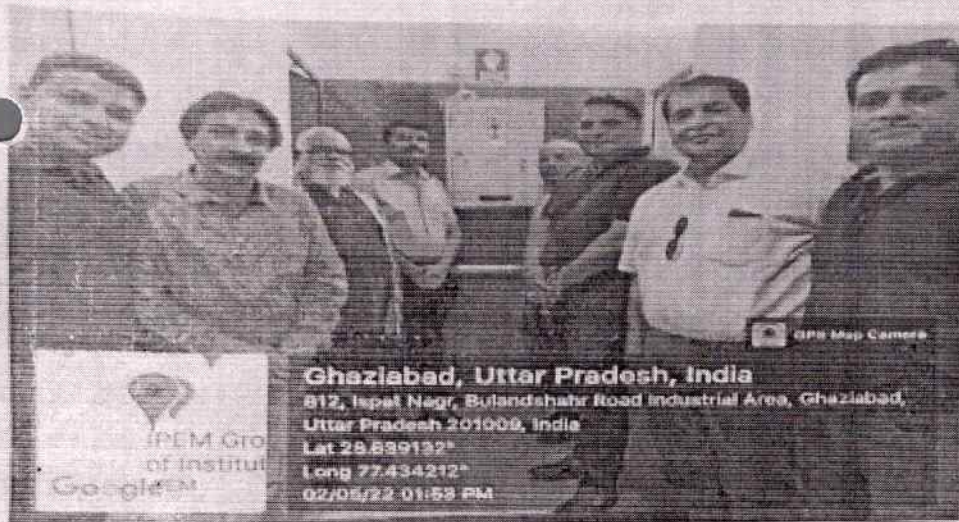 GPS Map Camera
Ghaziabad, Uttar Pradesh, India
812, Ispat Nagr, Bulandshahr Road Industrial Area, Ghaziabad,
Uttar Pradesh 201009, India
Lat 28.639132°
Long 77.434212°
02/05/22 01:53 PM
IPEM Gro
of Institut
Google